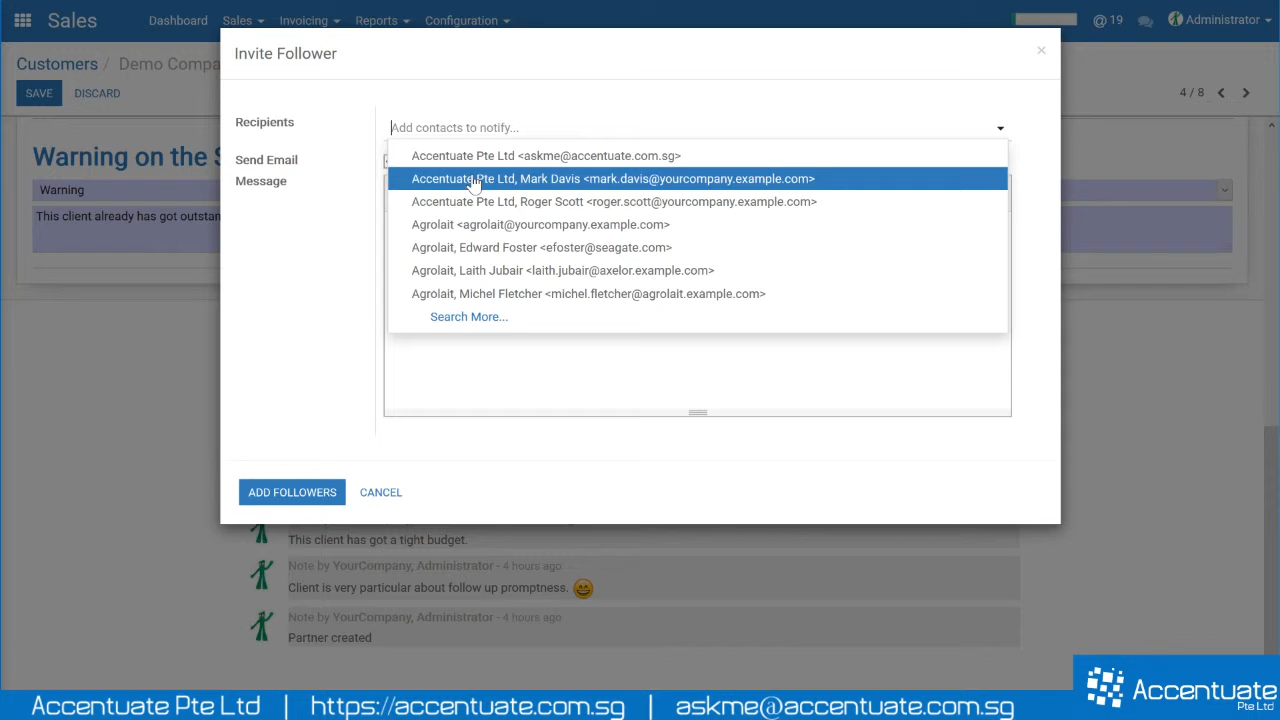 Sales Dashboard Sales Invoicing Reports Configuration @ 19 Administrator
Invite Follower ×
Customers / Demo Compa
SAVE DISCARD 4 / 8
Recipients Add contacts to notify...
Warning on the S
Send Email
Accentuate Pte Ltd <askme@accentuate.com.sg>
Message
Accentuate Pte Ltd, Mark Davis <mark.davis@yourcompany.example.com>
Warning
Accentuate Pte Ltd, Roger Scott <roger.scott@yourcompany.example.com>
This client already has got outstan
Agrolait <agrolait@yourcompany.example.com>
Agrolait, Edward Foster <efoster@seagate.com>
Agrolait, Laith Jubair <laith.jubair@axelor.example.com>
Agrolait, Michel Fletcher <michel.fletcher@agrolait.example.com>
Search More...
ADD FOLLOWERS CANCEL
This client has got a tight budget.
Note by YourCompany, Administrator - 4 hours ago
Client is very particular about follow up promptness.
Note by YourCompany, Administrator - 4 hours ago
Partner created
Accentuate Pte Ltd | https://accentuate.com.sg | askme@accentuate.com.sg
Accentuate
Pte Ltd